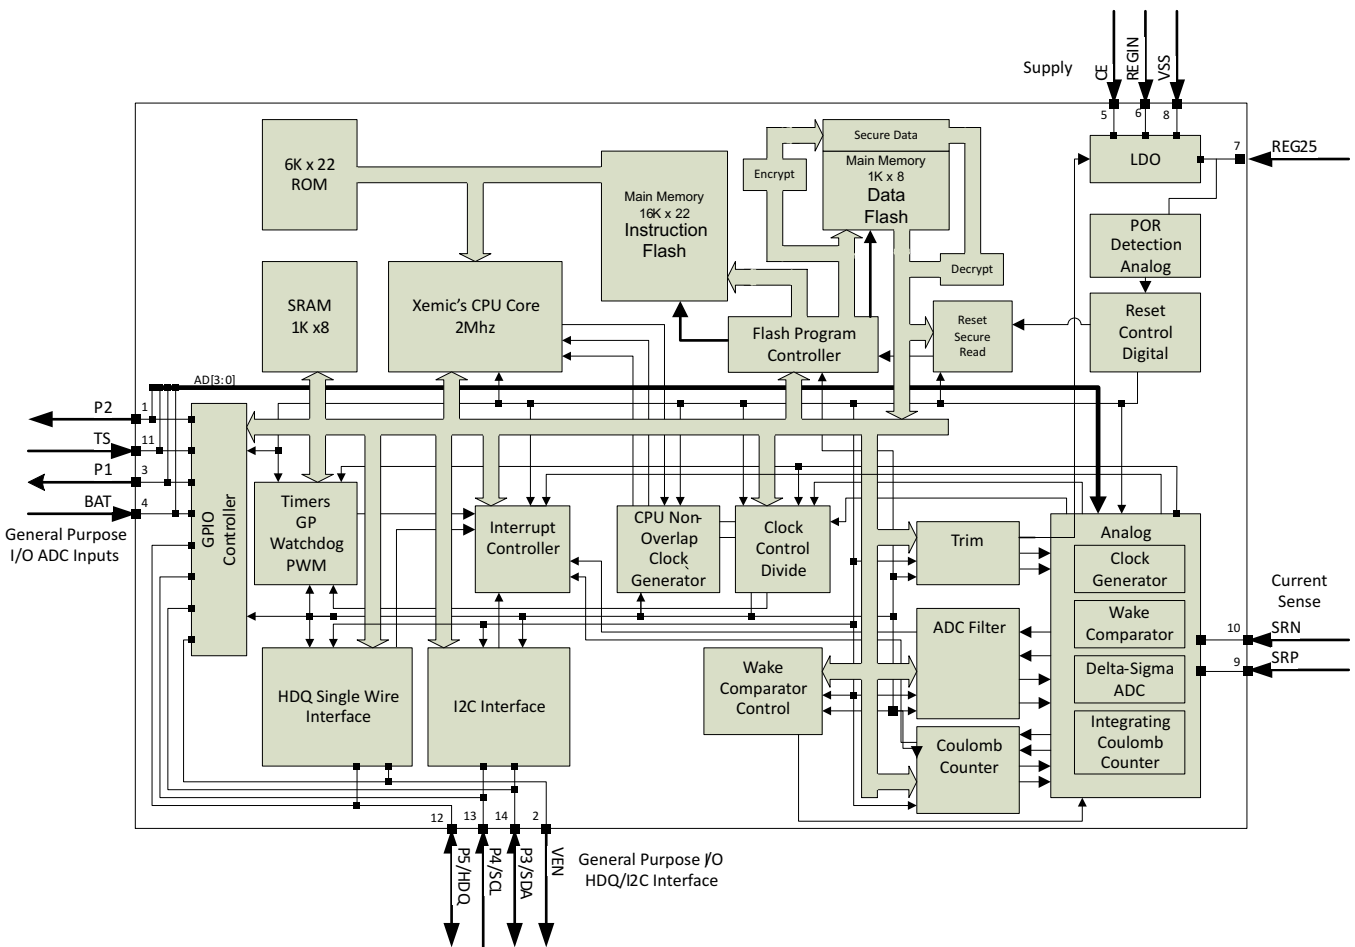 Supply
CE
REGIN
VSS
5
6
8
6K x 22
ROM
Main Memory
16K x 22
Instruction
Flash
Encrypt
Secure Data
Main Memory
1K x 8
Data
Flash
Decrypt
LDO
7
REG25
POR
Detection
Analog
SRAM
1K x8
Xemic's CPU Core
2Mhz
Flash Program
Controller
Reset
Secure
Read
Reset
Control
Digital
AD[3:0]
P2
1
TS
11
P1
3
BAT
4
General Purpose
I/O ADC Inputs
GPIO
Controller
Timers
GP
Watchdog
PWM
Interrupt
Controller
CPU Non-
Overlap
Clock`
Generator
Clock
Control
Divide
Trim
Analog
Clock
Generator
Wake
Comparator
Delta-Sigma
ADC
Integrating
Coulomb
Counter
Current
Sense
10
SRN
9
SRP
ADC Filter
HDQ Single Wire
Interface
I2C Interface
Wake
Comparator
Control
Coulomb
Counter
12
13
14
2
P5/HDQ
P4/SCL
P3/SDA
VEN
General Purpose I/O
HDQ/I2C Interface